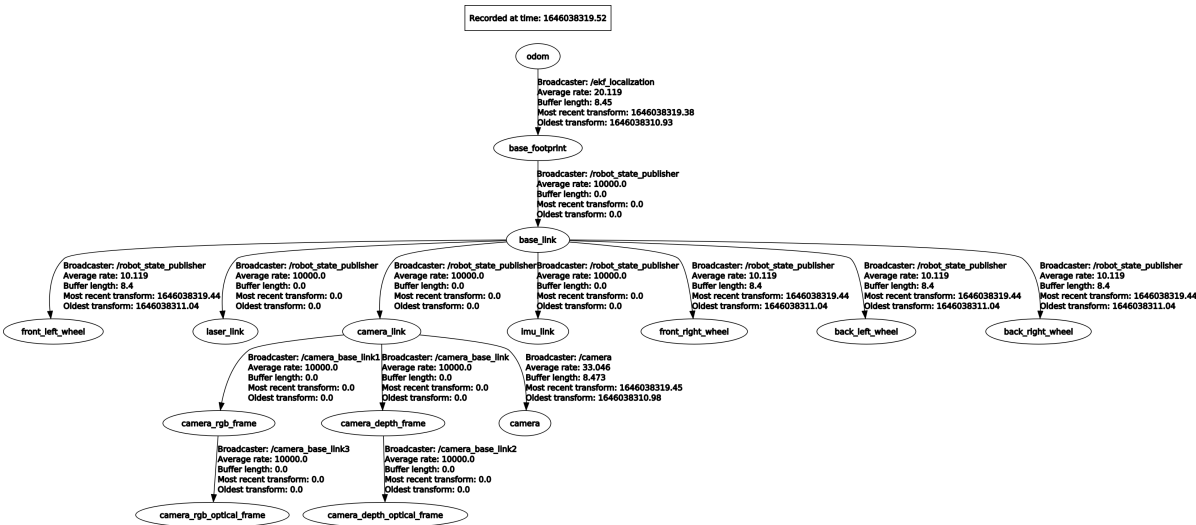 Recorded at time: 1646038319.52
odom
Broadcaster: /ekf_localization
Average rate: 20.119
Buffer length: 8.45
Most recent transform: 1646038319.38
Oldest transform: 1646038310.93
base_footprint
Broadcaster: /robot_state_publisher
Average rate: 10000.0
Buffer length: 0.0
Most recent transform: 0.0
Oldest transform: 0.0
base_link
Broadcaster: /robot_state_publisher
Average rate: 10.119
Buffer length: 8.4
Most recent transform: 1646038319.44
Oldest transform: 1646038311.04
front_left_wheel
Broadcaster: /robot_state_publisher
Average rate: 10000.0
Buffer length: 0.0
Most recent transform: 0.0
Oldest transform: 0.0
laser_link
Broadcaster: /robot_state_publisher
Average rate: 10000.0
Buffer length: 0.0
Most recent transform: 0.0
Oldest transform: 0.0
camera_link
Broadcaster: /robot_state_publisher
Average rate: 10000.0
Buffer length: 0.0
Most recent transform: 0.0
Oldest transform: 0.0
imu_link
Broadcaster: /robot_state_publisher
Average rate: 10.119
Buffer length: 8.4
Most recent transform: 1646038319.44
Oldest transform: 1646038311.04
front_right_wheel
Broadcaster: /robot_state_publisher
Average rate: 10.119
Buffer length: 8.4
Most recent transform: 1646038319.44
Oldest transform: 1646038311.04
back_left_wheel
Broadcaster: /robot_state_publisher
Average rate: 10.119
Buffer length: 8.4
Most recent transform: 1646038319.44
Oldest transform: 1646038311.04
back_right_wheel
Broadcaster: /camera_base_link1
Average rate: 10000.0
Buffer length: 0.0
Most recent transform: 0.0
Oldest transform: 0.0
camera_rgb_frame
Broadcaster: /camera_base_link
Average rate: 10000.0
Buffer length: 0.0
Most recent transform: 0.0
Oldest transform: 0.0
camera_depth_frame
Broadcaster: /camera
Average rate: 33.046
Buffer length: 8.473
Most recent transform: 1646038319.45
Oldest transform: 1646038310.98
camera
Broadcaster: /camera_base_link3
Average rate: 10000.0
Buffer length: 0.0
Most recent transform: 0.0
Oldest transform: 0.0
camera_rgb_optical_frame
Broadcaster: /camera_base_link2
Average rate: 10000.0
Buffer length: 0.0
Most recent transform: 0.0
Oldest transform: 0.0
camera_depth_optical_frame